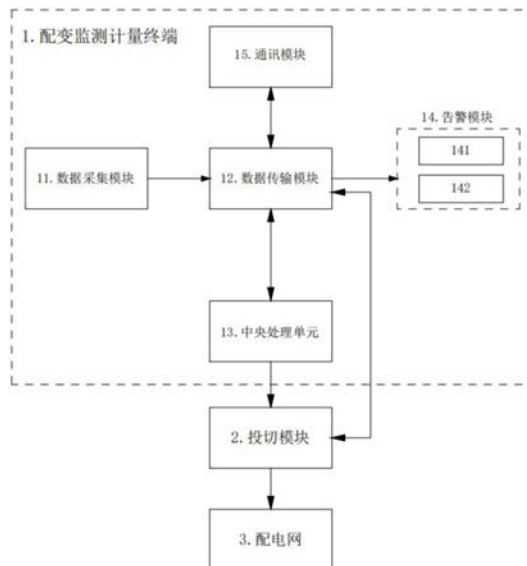 1.配变监测计量终端
15.通讯模块
14.告警模块
11.数据采集模块
12.数据传输模块
141
142
13.中央处理单元
2.投切模块
3.配电网